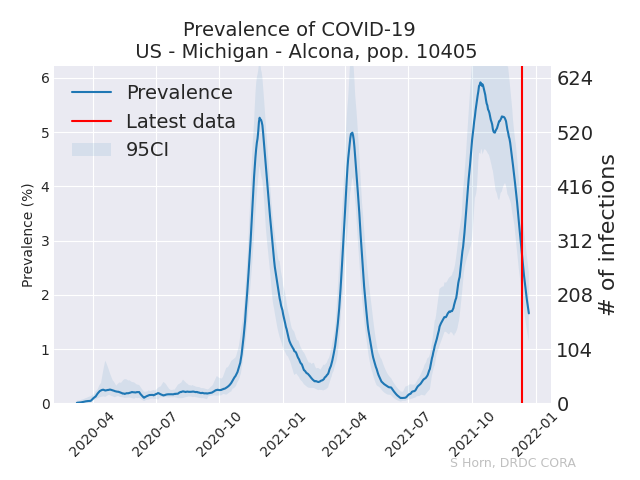 Prevalence of COVID-19
US - Michigan - Alcona, pop. 10405
Prevalence
Latest data
95CI
Prevalence (%)
6
5
4
3
2
1
0
624
520
416
312
208
104
0
# of infections
2020-04
2020-07
2020-10
2021-01
2021-04
2021-07
2021-10
2022-01
S Horn, DRDC CORA